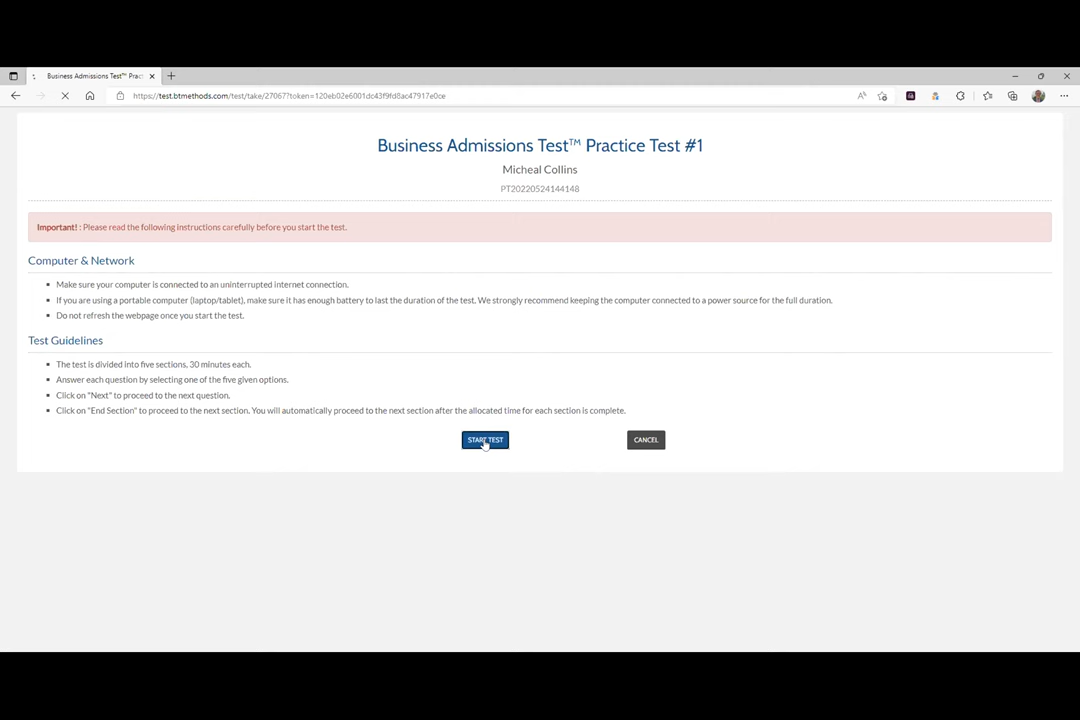 Business Admissions Test™ Prac
https://test.btmethods.com/test/take/27067?token=120eb02e6001dc43f9fd8ac47917e0ce
Business Admissions Test™ Practice Test #1
Micheal Collins
PT20220524144148
Important! : Please read the following instructions carefully before you start the test.
Computer & Network
Make sure your computer is connected to an uninterrupted internet connection.
If you are using a portable computer (laptop/tablet), make sure it has enough battery to last the duration of the test. We strongly recommend keeping the computer connected to a power source for the full duration.
Do not refresh the webpage once you start the test.
Test Guidelines
The test is divided into five sections, 30 minutes each.
Answer each question by selecting one of the five given options.
Click on "Next" to proceed to the next question.
Click on "End Section" to proceed to the next section. You will automatically proceed to the next section after the allocated time for each section is complete.
START TEST CANCEL